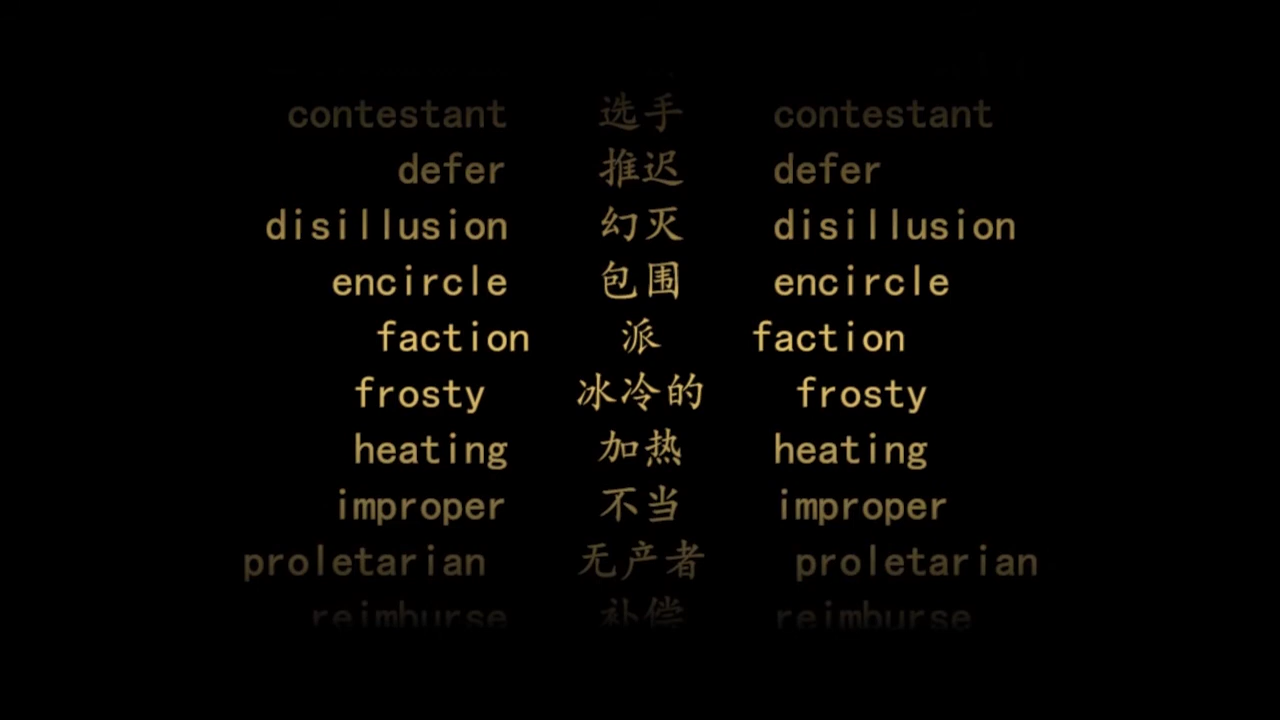 contestant 选手 contestant
defer 推迟 defer
disillusion 幻灭 disillusion
encircle 包围 encircle
faction 派 faction
frosty 冰冷的 frosty
heating 加热 heating
improper 不当 improper
proletarian 无产者 proletarian
reimburse 补偿 reimburse